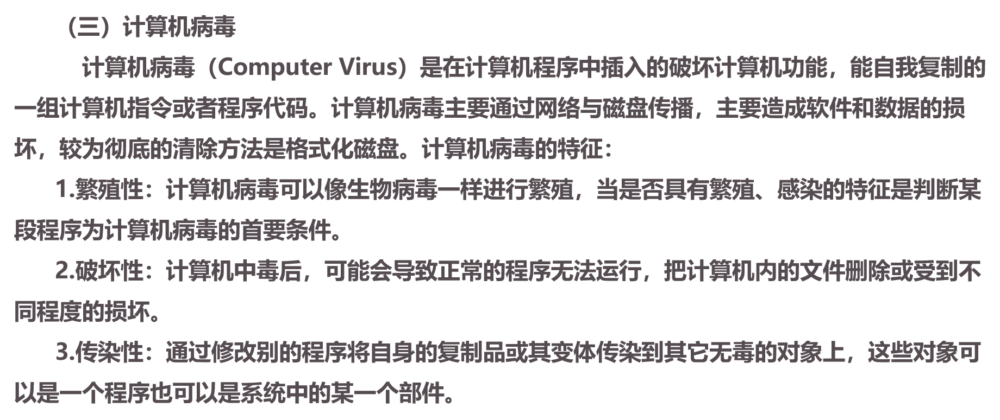 （三）计算机病毒
计算机病毒（Computer Virus）是在计算机程序中插入的破坏计算机功能，能自我复制的
一组计算机指令或者程序代码。计算机病毒主要通过网络与磁盘传播，主要造成软件和数据的损
坏，较为彻底的清除方法是格式化磁盘。计算机病毒的特征：
1.繁殖性：计算机病毒可以像生物病毒一样进行繁殖，当是否具有繁殖、感染的特征是判断某
段程序为计算机病毒的首要条件。
2.破坏性：计算机中毒后，可能会导致正常的程序无法运行，把计算机内的文件删除或受到不
同程度的损坏。
3.传染性：通过修改别的程序将自身的复制品或其变体传染到其它无毒的对象上，这些对象可
以是一个程序也可以是系统中的某一个部件。